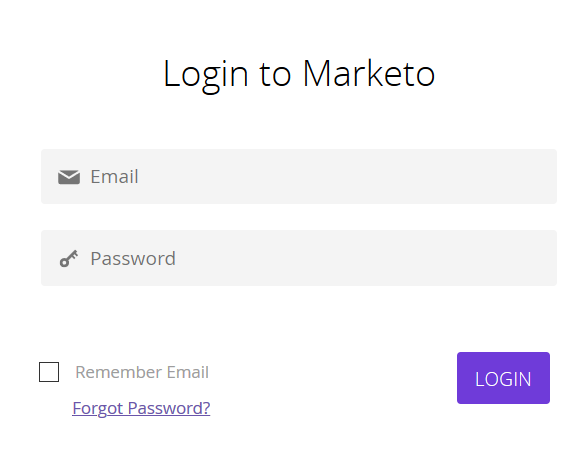 Login to Marketo
Email
Password
Remember Email
LOGIN
Forgot Password?